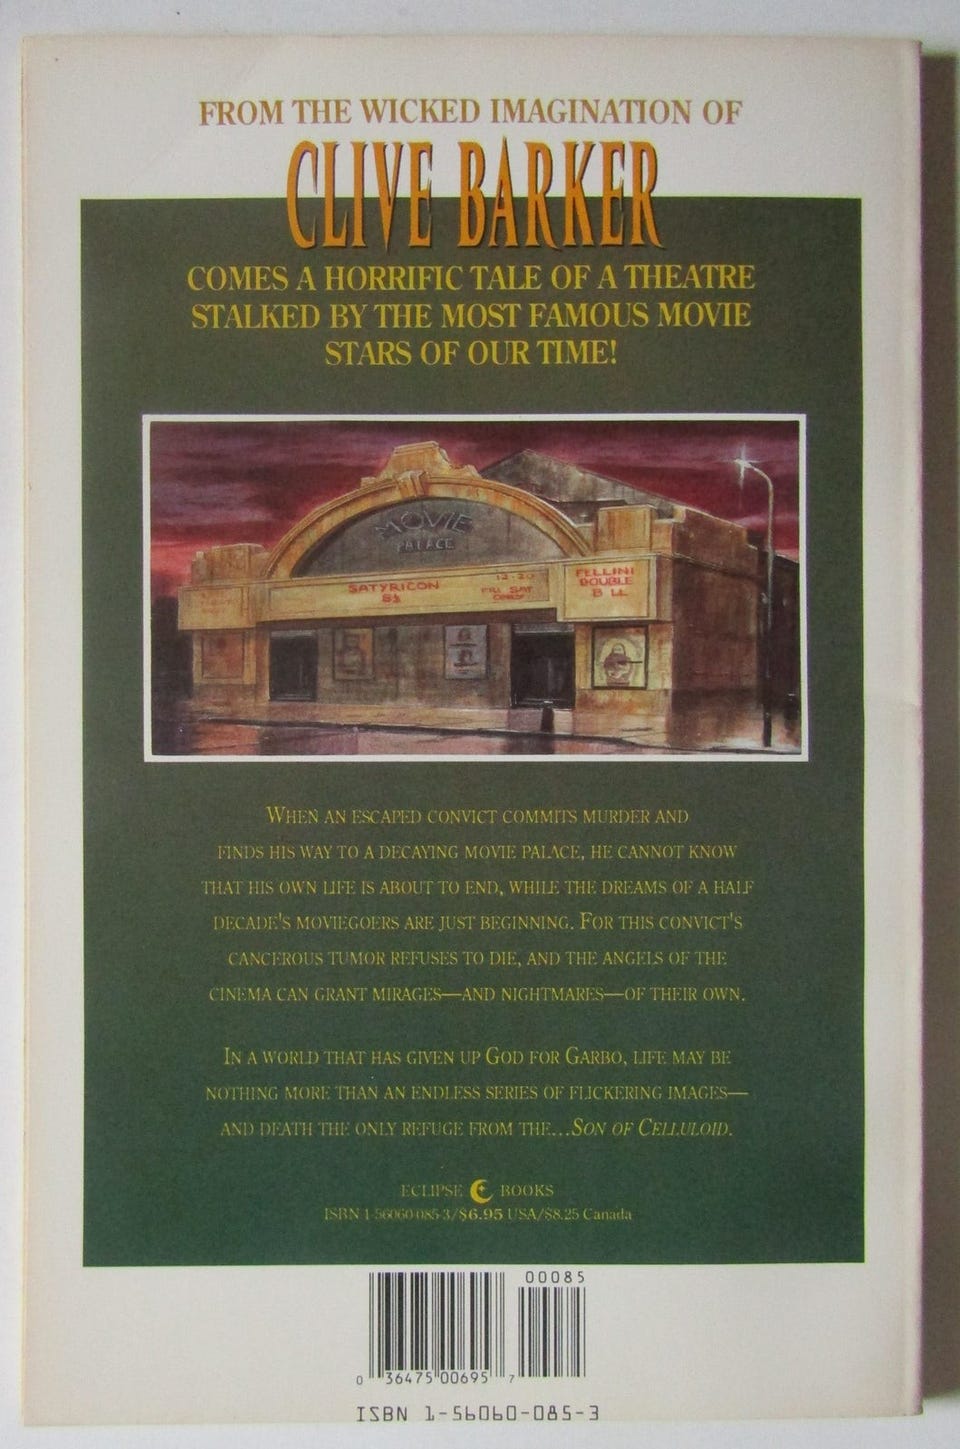 FROM THE WICKED IMAGINATION OF
CLIVE BARKER
COMES A HORRIFIC TALE OF A THEATRE
STALKED BY THE MOST FAMOUS MOVIE
STARS OF OUR TIME!
MOVIE
PALACE
SATYRICON
8½
12·30
SAT
FELLINI
DOUBLE
B LL
WHEN AN ESCAPED CONVICT COMMITS MURDER AND
FINDS HIS WAY TO A DECAYING MOVIE PALACE, HE CANNOT KNOW
THAT HIS OWN LIFE IS ABOUT TO END, WHILE THE DREAMS OF A HALF
DECADE'S MOVIEGOERS ARE JUST BEGINNING. FOR THIS CONVICT'S
CANCEROUS TUMOR REFUSES TO DIE, AND THE ANGELS OF THE
CINEMA CAN GRANT MIRAGES—AND NIGHTMARES—OF THEIR OWN.
IN A WORLD THAT HAS GIVEN UP GOD FOR GARBO, LIFE MAY BE
NOTHING MORE THAN AN ENDLESS SERIES OF FLICKERING IMAGES—
AND DEATH THE ONLY REFUGE FROM THE...SON OF CELLULOID.
ECLIPSE BOOKS
ISBN 1-56060-085-3/$6.95 USA/$8.25 Canada
00085
0 36475 00695 7
ISBN 1-56060-085-3